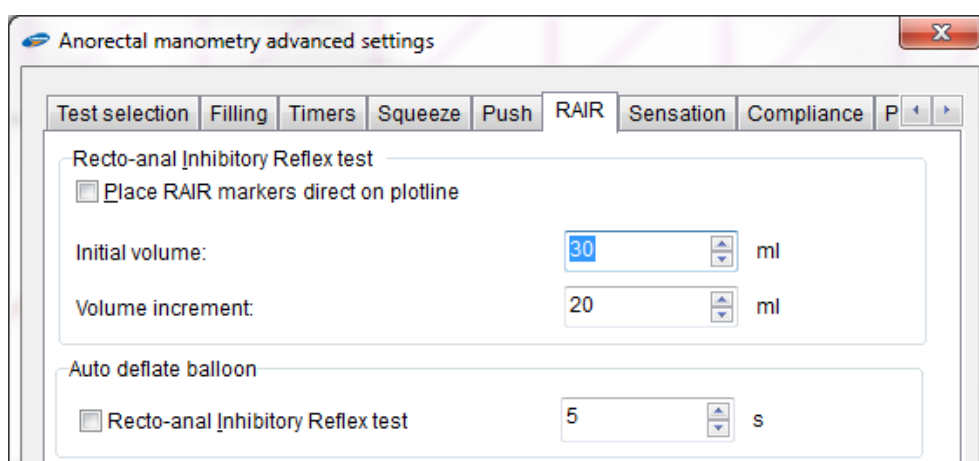 Anorectal manometry advanced settings
Test selection Filling Timers Squeeze Push RAIR Sensation Compliance P
Recto-anal Inhibitory Reflex test
Place RAIR markers direct on plotline
Initial volume: 30 ml
Volume increment: 20 ml
Auto deflate balloon
Recto-anal Inhibitory Reflex test 5 s